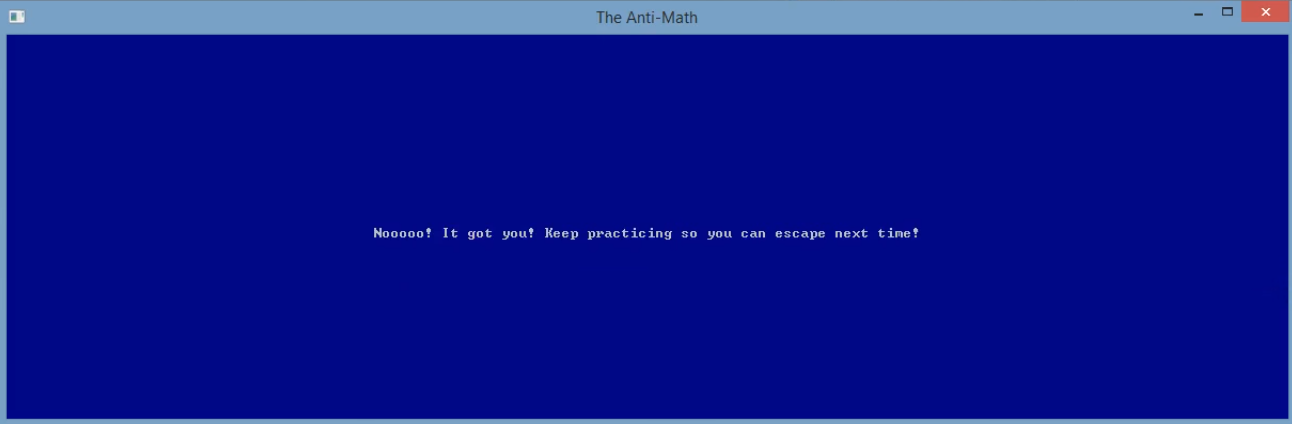 The Anti-Math
Nooooo! It got you! Keep practicing so you can escape next time!